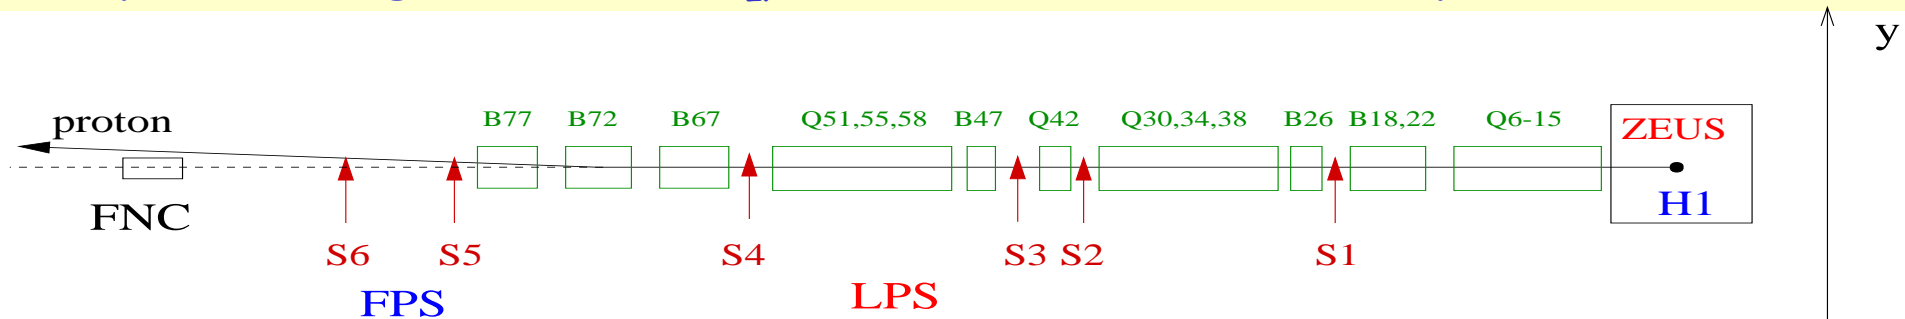 y
proton B77 B72 B67 Q51,55,58 B47 Q42 Q30,34,38 B26 B18,22 Q6-15 ZEUS
FNC H1
S6 S5 S4 S3 S2 S1
FPS LPS